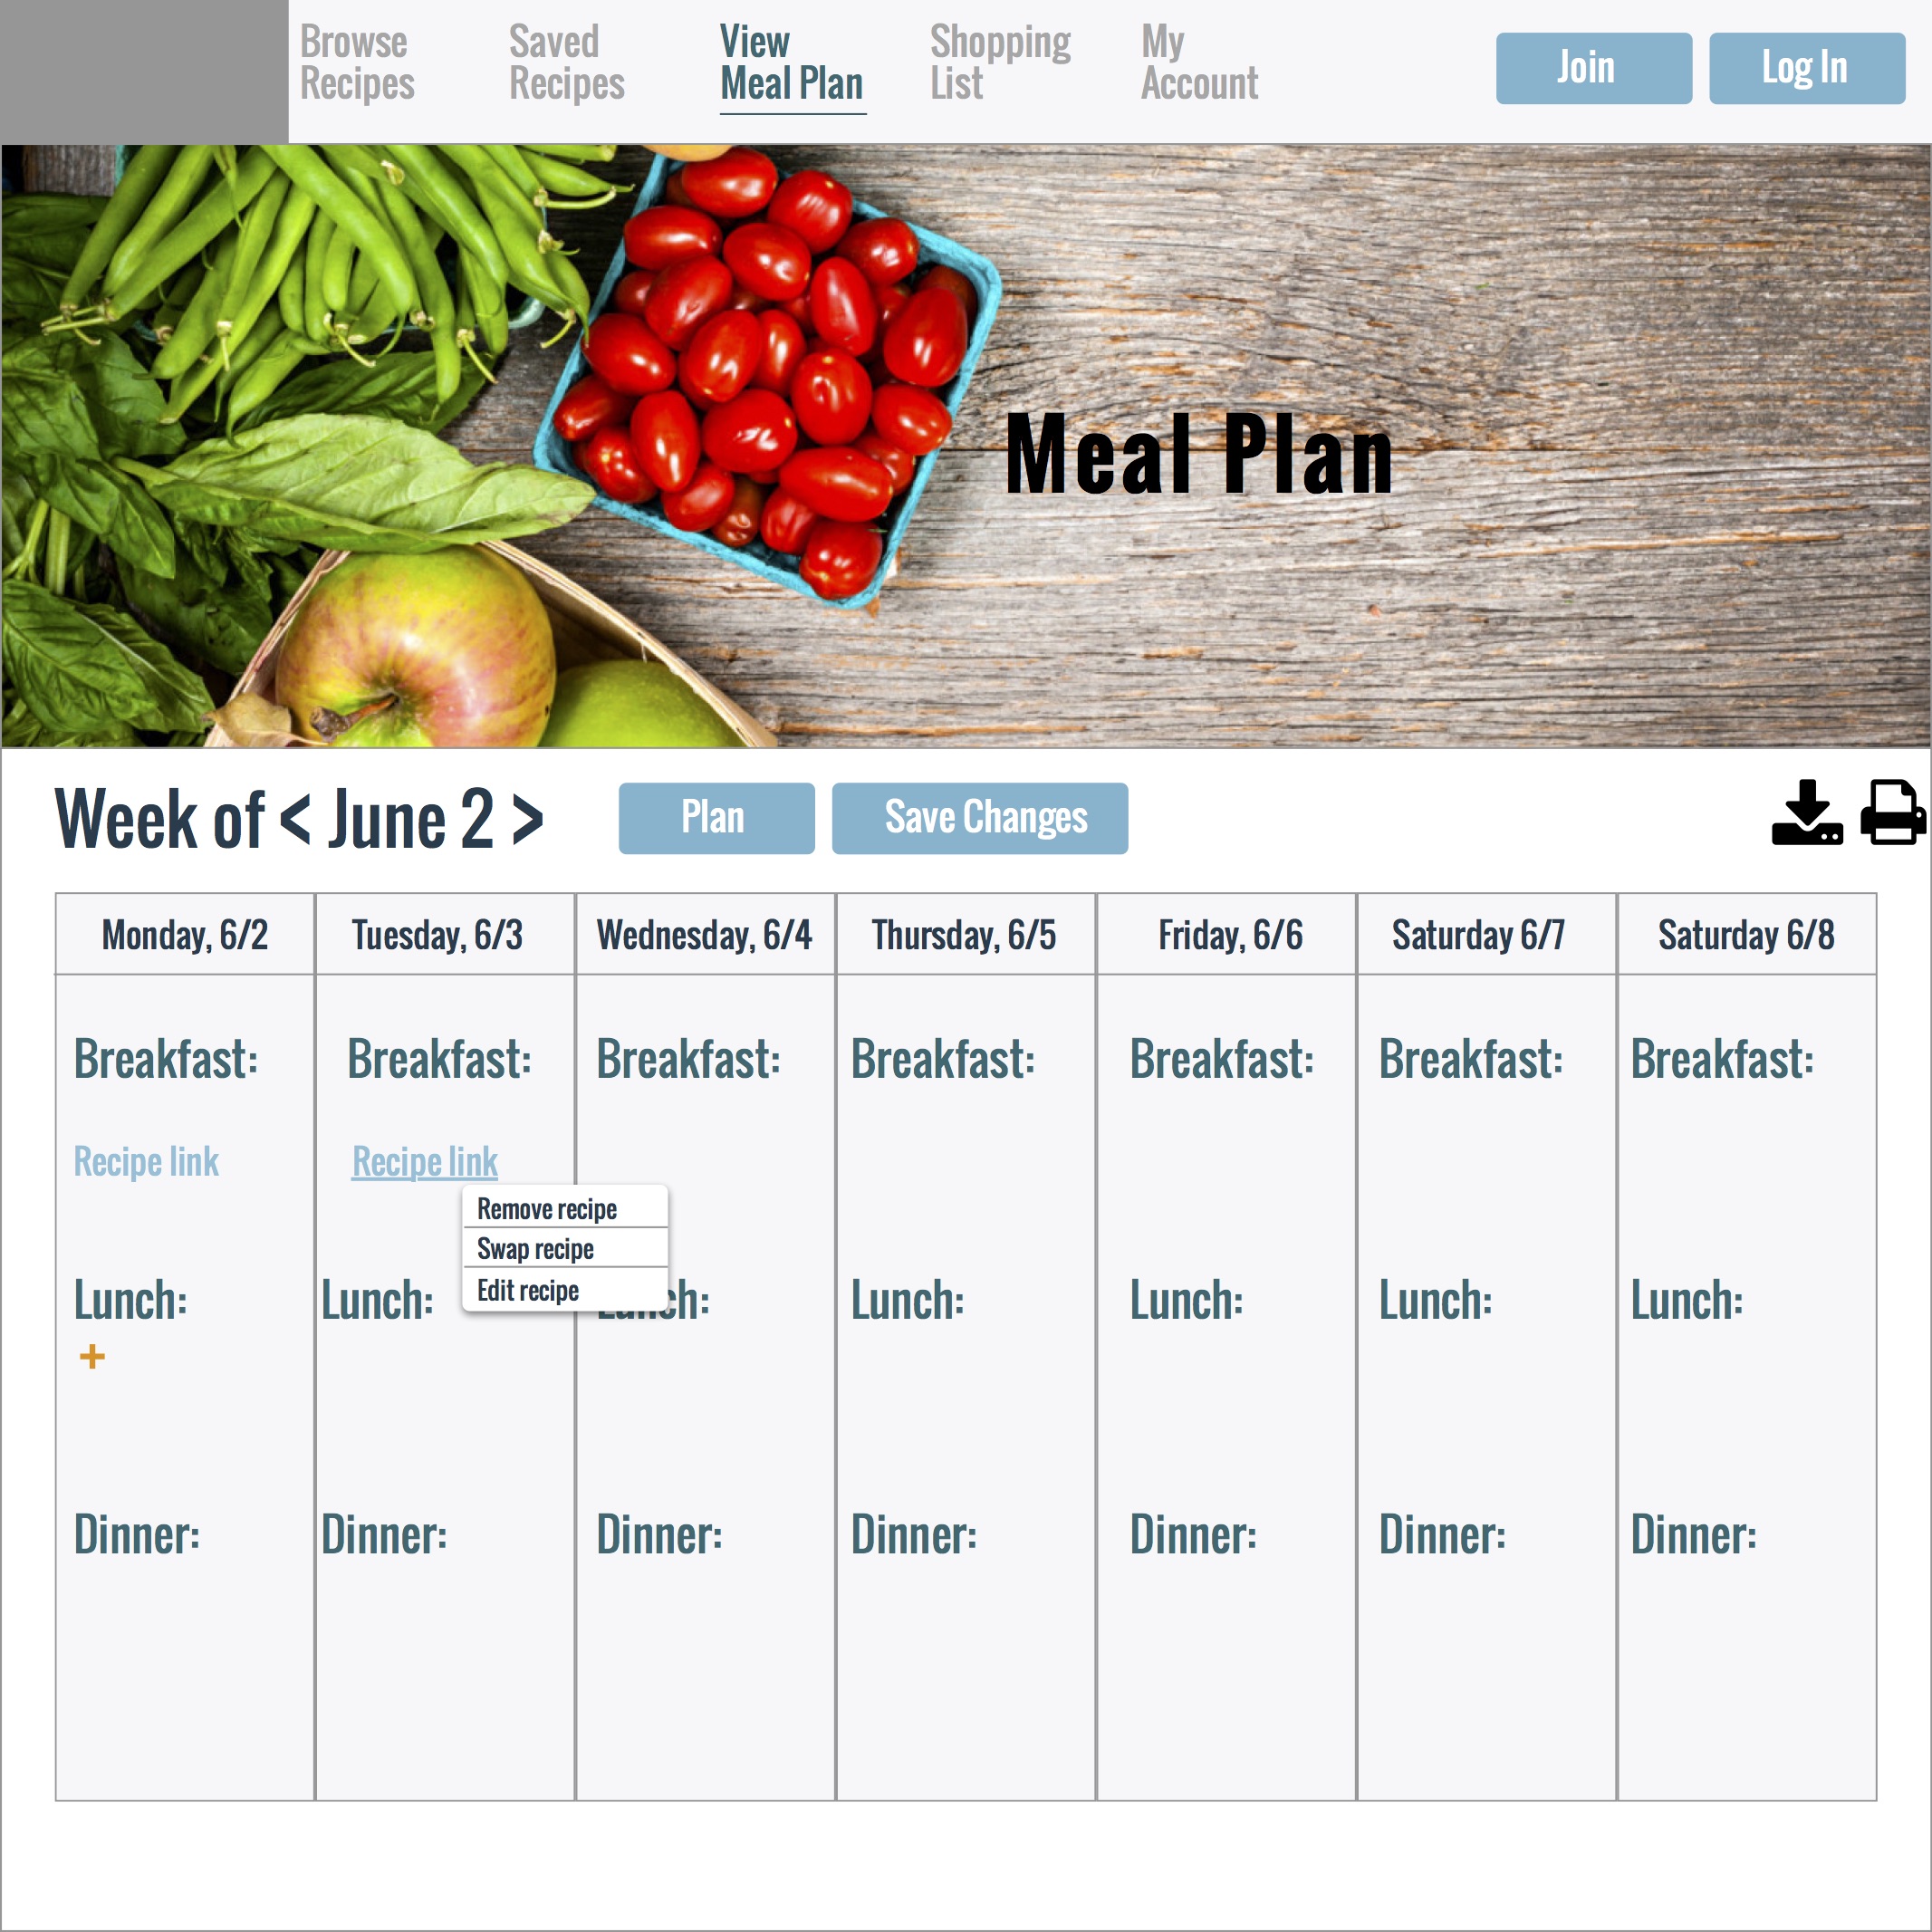 Browse
Recipes
Saved
Recipes
View
Meal Plan
Shopping
List
My
Account
Join
Log In
Meal Plan
Week of < June 2 >
Plan
Save Changes
Monday, 6/2
Tuesday, 6/3
Wednesday, 6/4
Thursday, 6/5
Friday, 6/6
Saturday 6/7
Saturday 6/8
Breakfast:
Breakfast:
Breakfast:
Breakfast:
Breakfast:
Breakfast:
Breakfast:
Recipe link
Recipe link
Remove recipe
Swap recipe
Edit recipe
Lunch:
Lunch:
Lunch:
Lunch:
Lunch:
Lunch:
Lunch:
+
Dinner:
Dinner:
Dinner:
Dinner:
Dinner:
Dinner:
Dinner: